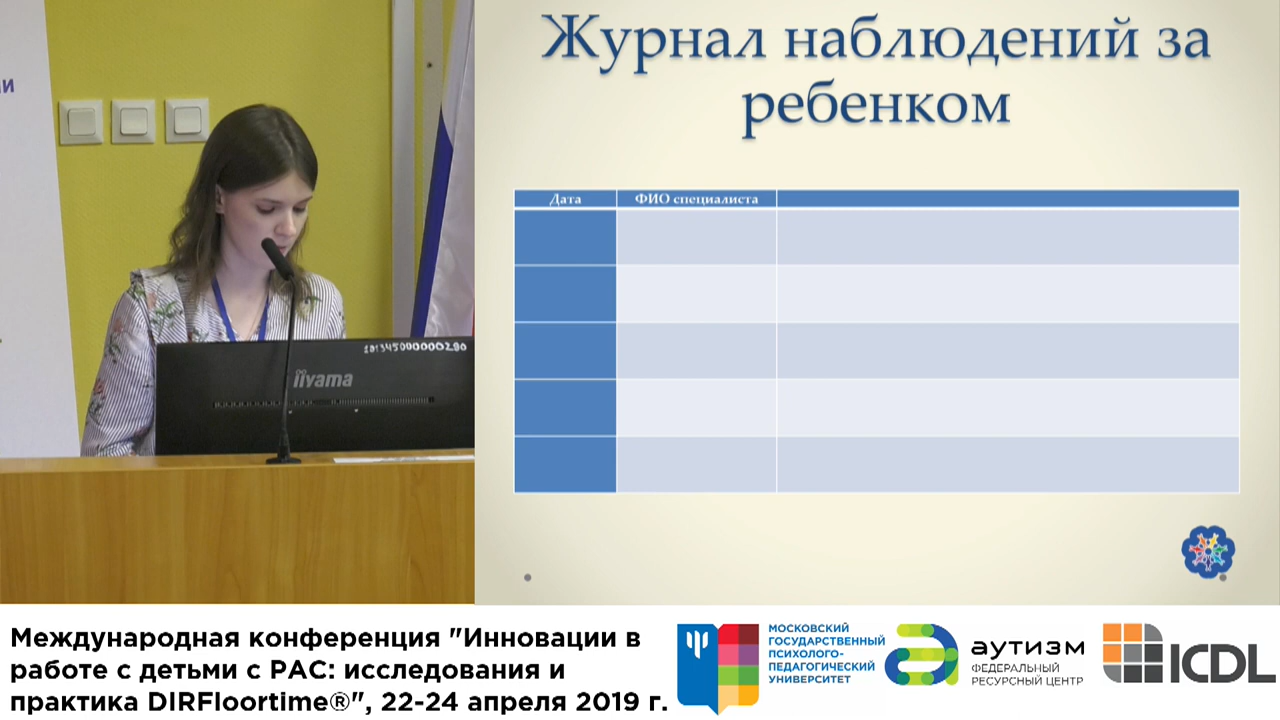 Журнал наблюдений за
ребенком
Дата
ФИО специалиста
iiyama
Международная конференция "Инновации в
работе с детьми с РАС: исследования и
практика DIRFloortime®", 22-24 апреля 2019 г.
МОСКОВСКИЙ
ГОСУДАРСТВЕННЫЙ
ПСИХОЛОГО-
ПЕДАГОГИЧЕСКИЙ
УНИВЕРСИТЕТ
аутизм
ФЕДЕРАЛЬНЫЙ
РЕСУРСНЫЙ ЦЕНТР
ICDL